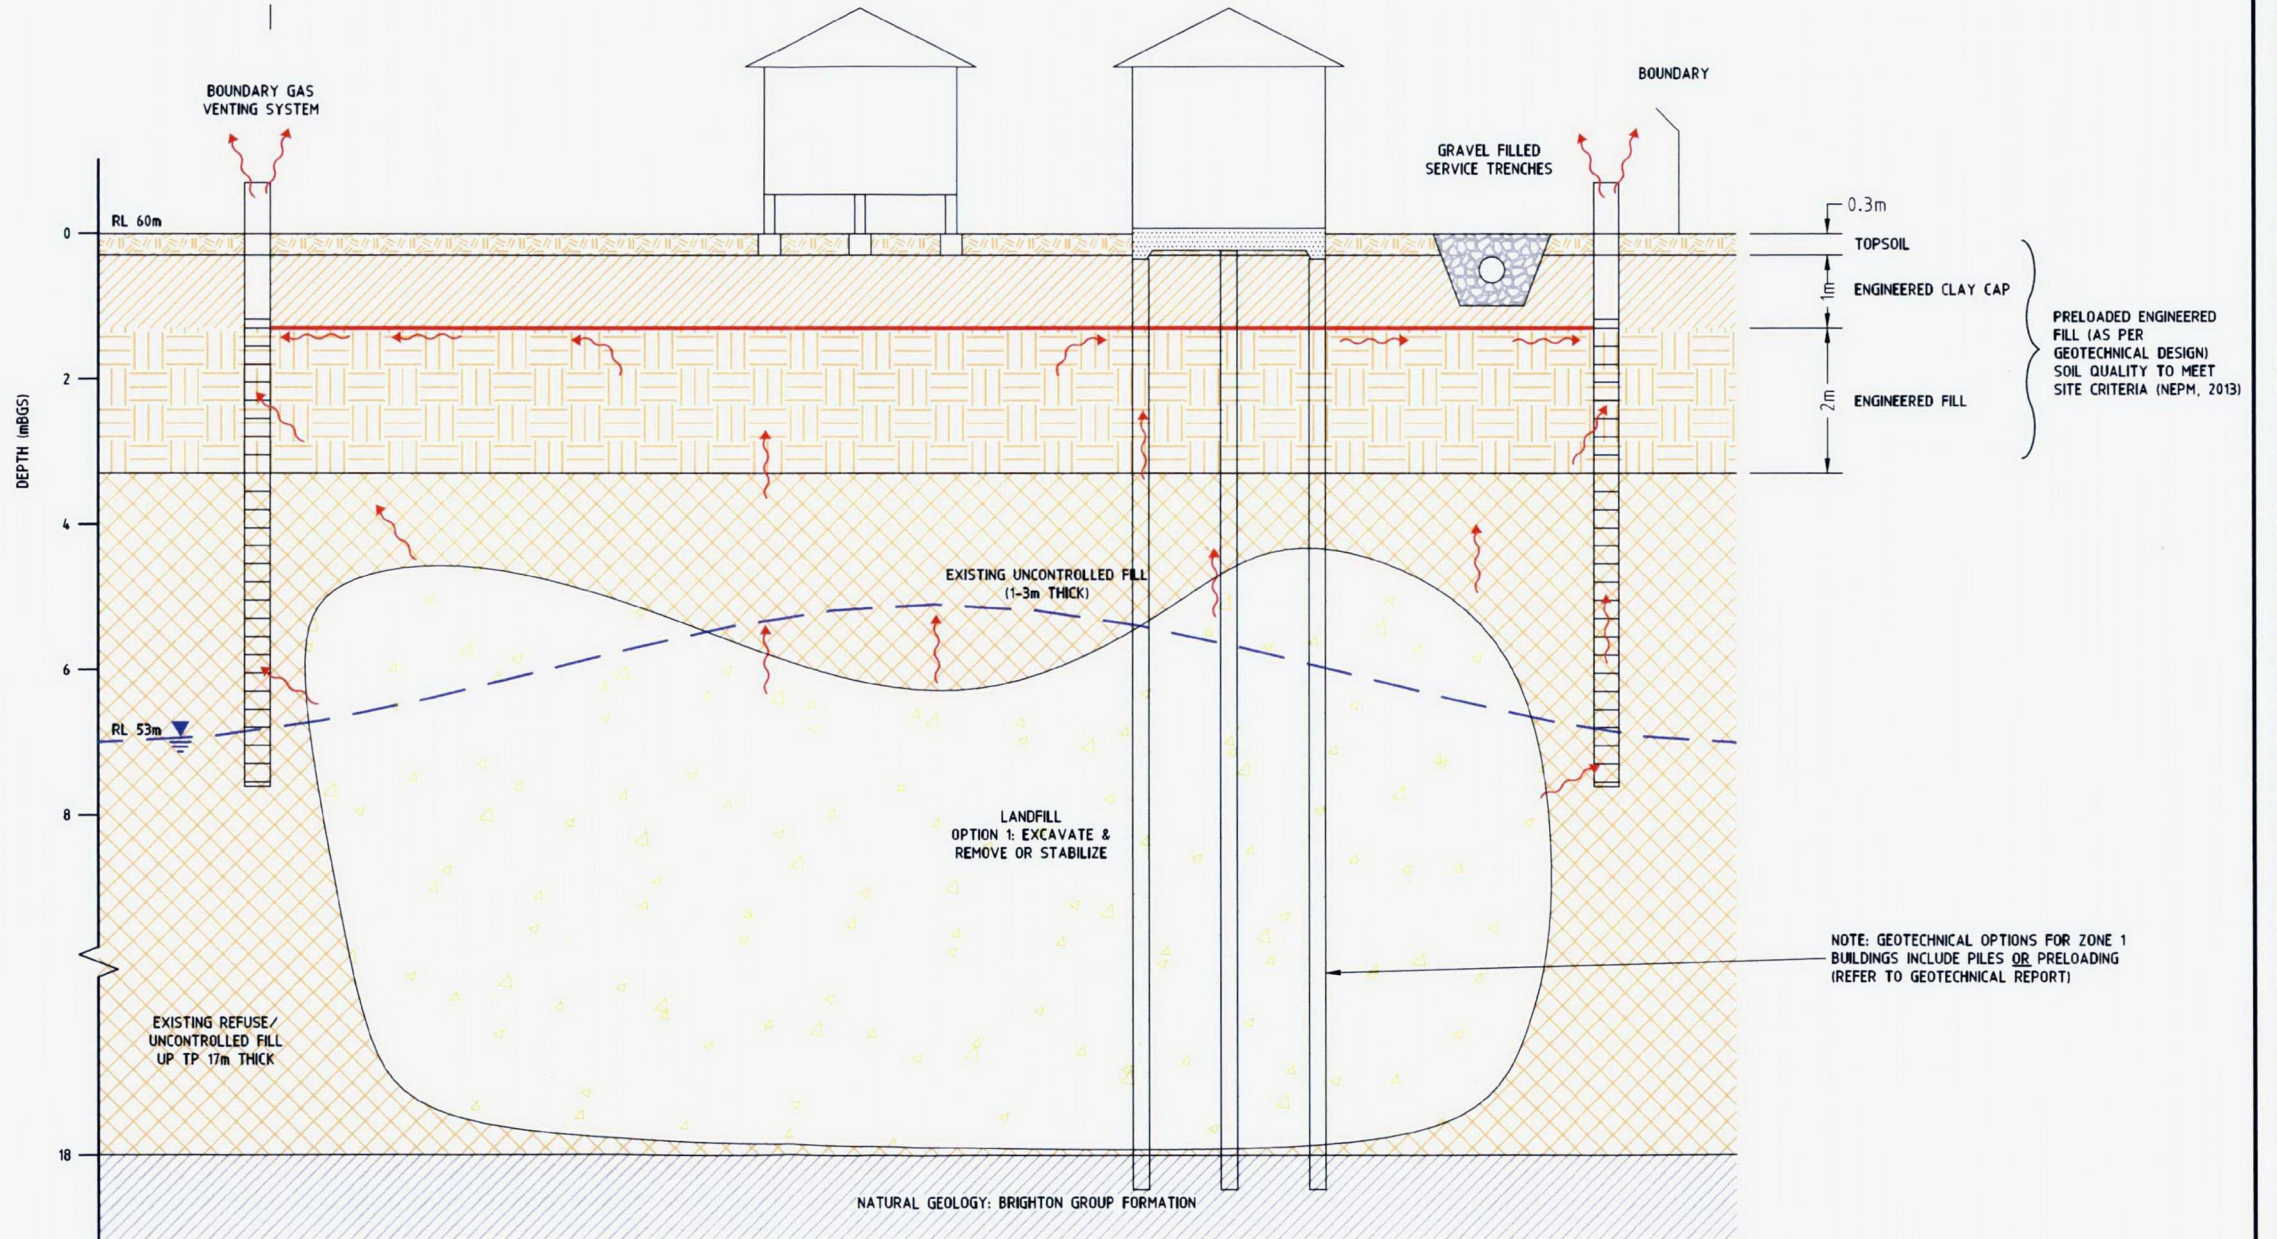 BOUNDARY GAS
VENTING SYSTEM
BOUNDARY
GRAVEL FILLED
SERVICE TRENCHES
0.3m
RL 60m
0
TOPSOIL
1m
ENGINEERED CLAY CAP
PRELOADED ENGINEERED
FILL (AS PER
GEOTECHNICAL DESIGN)
SOIL QUALITY TO MEET
SITE CRITERIA (NEPM, 2013)
2
2m
ENGINEERED FILL
DEPTH (mBGS)
4
EXISTING UNCONTROLLED FILL
(1-3m THICK)
6
RL 53m
8
LANDFILL
OPTION 1: EXCAVATE &
REMOVE OR STABILIZE
NOTE: GEOTECHNICAL OPTIONS FOR ZONE 1
BUILDINGS INCLUDE PILES OR PRELOADING
(REFER TO GEOTECHNICAL REPORT)
EXISTING REFUSE/
UNCONTROLLED FILL
UP TP 17m THICK
18
NATURAL GEOLOGY: BRIGHTON GROUP FORMATION